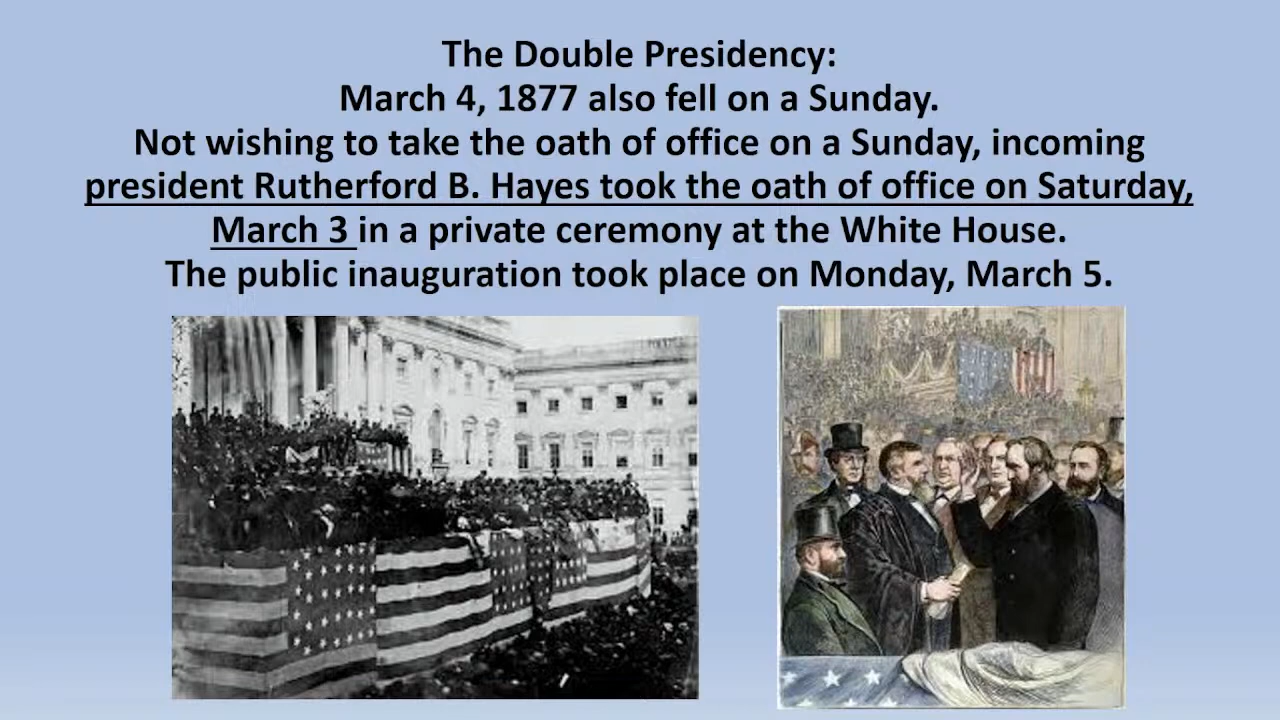 The Double Presidency:
March 4, 1877 also fell on a Sunday.
Not wishing to take the oath of office on a Sunday, incoming
president Rutherford B. Hayes took the oath of office on Saturday,
March 3 in a private ceremony at the White House.
The public inauguration took place on Monday, March 5.